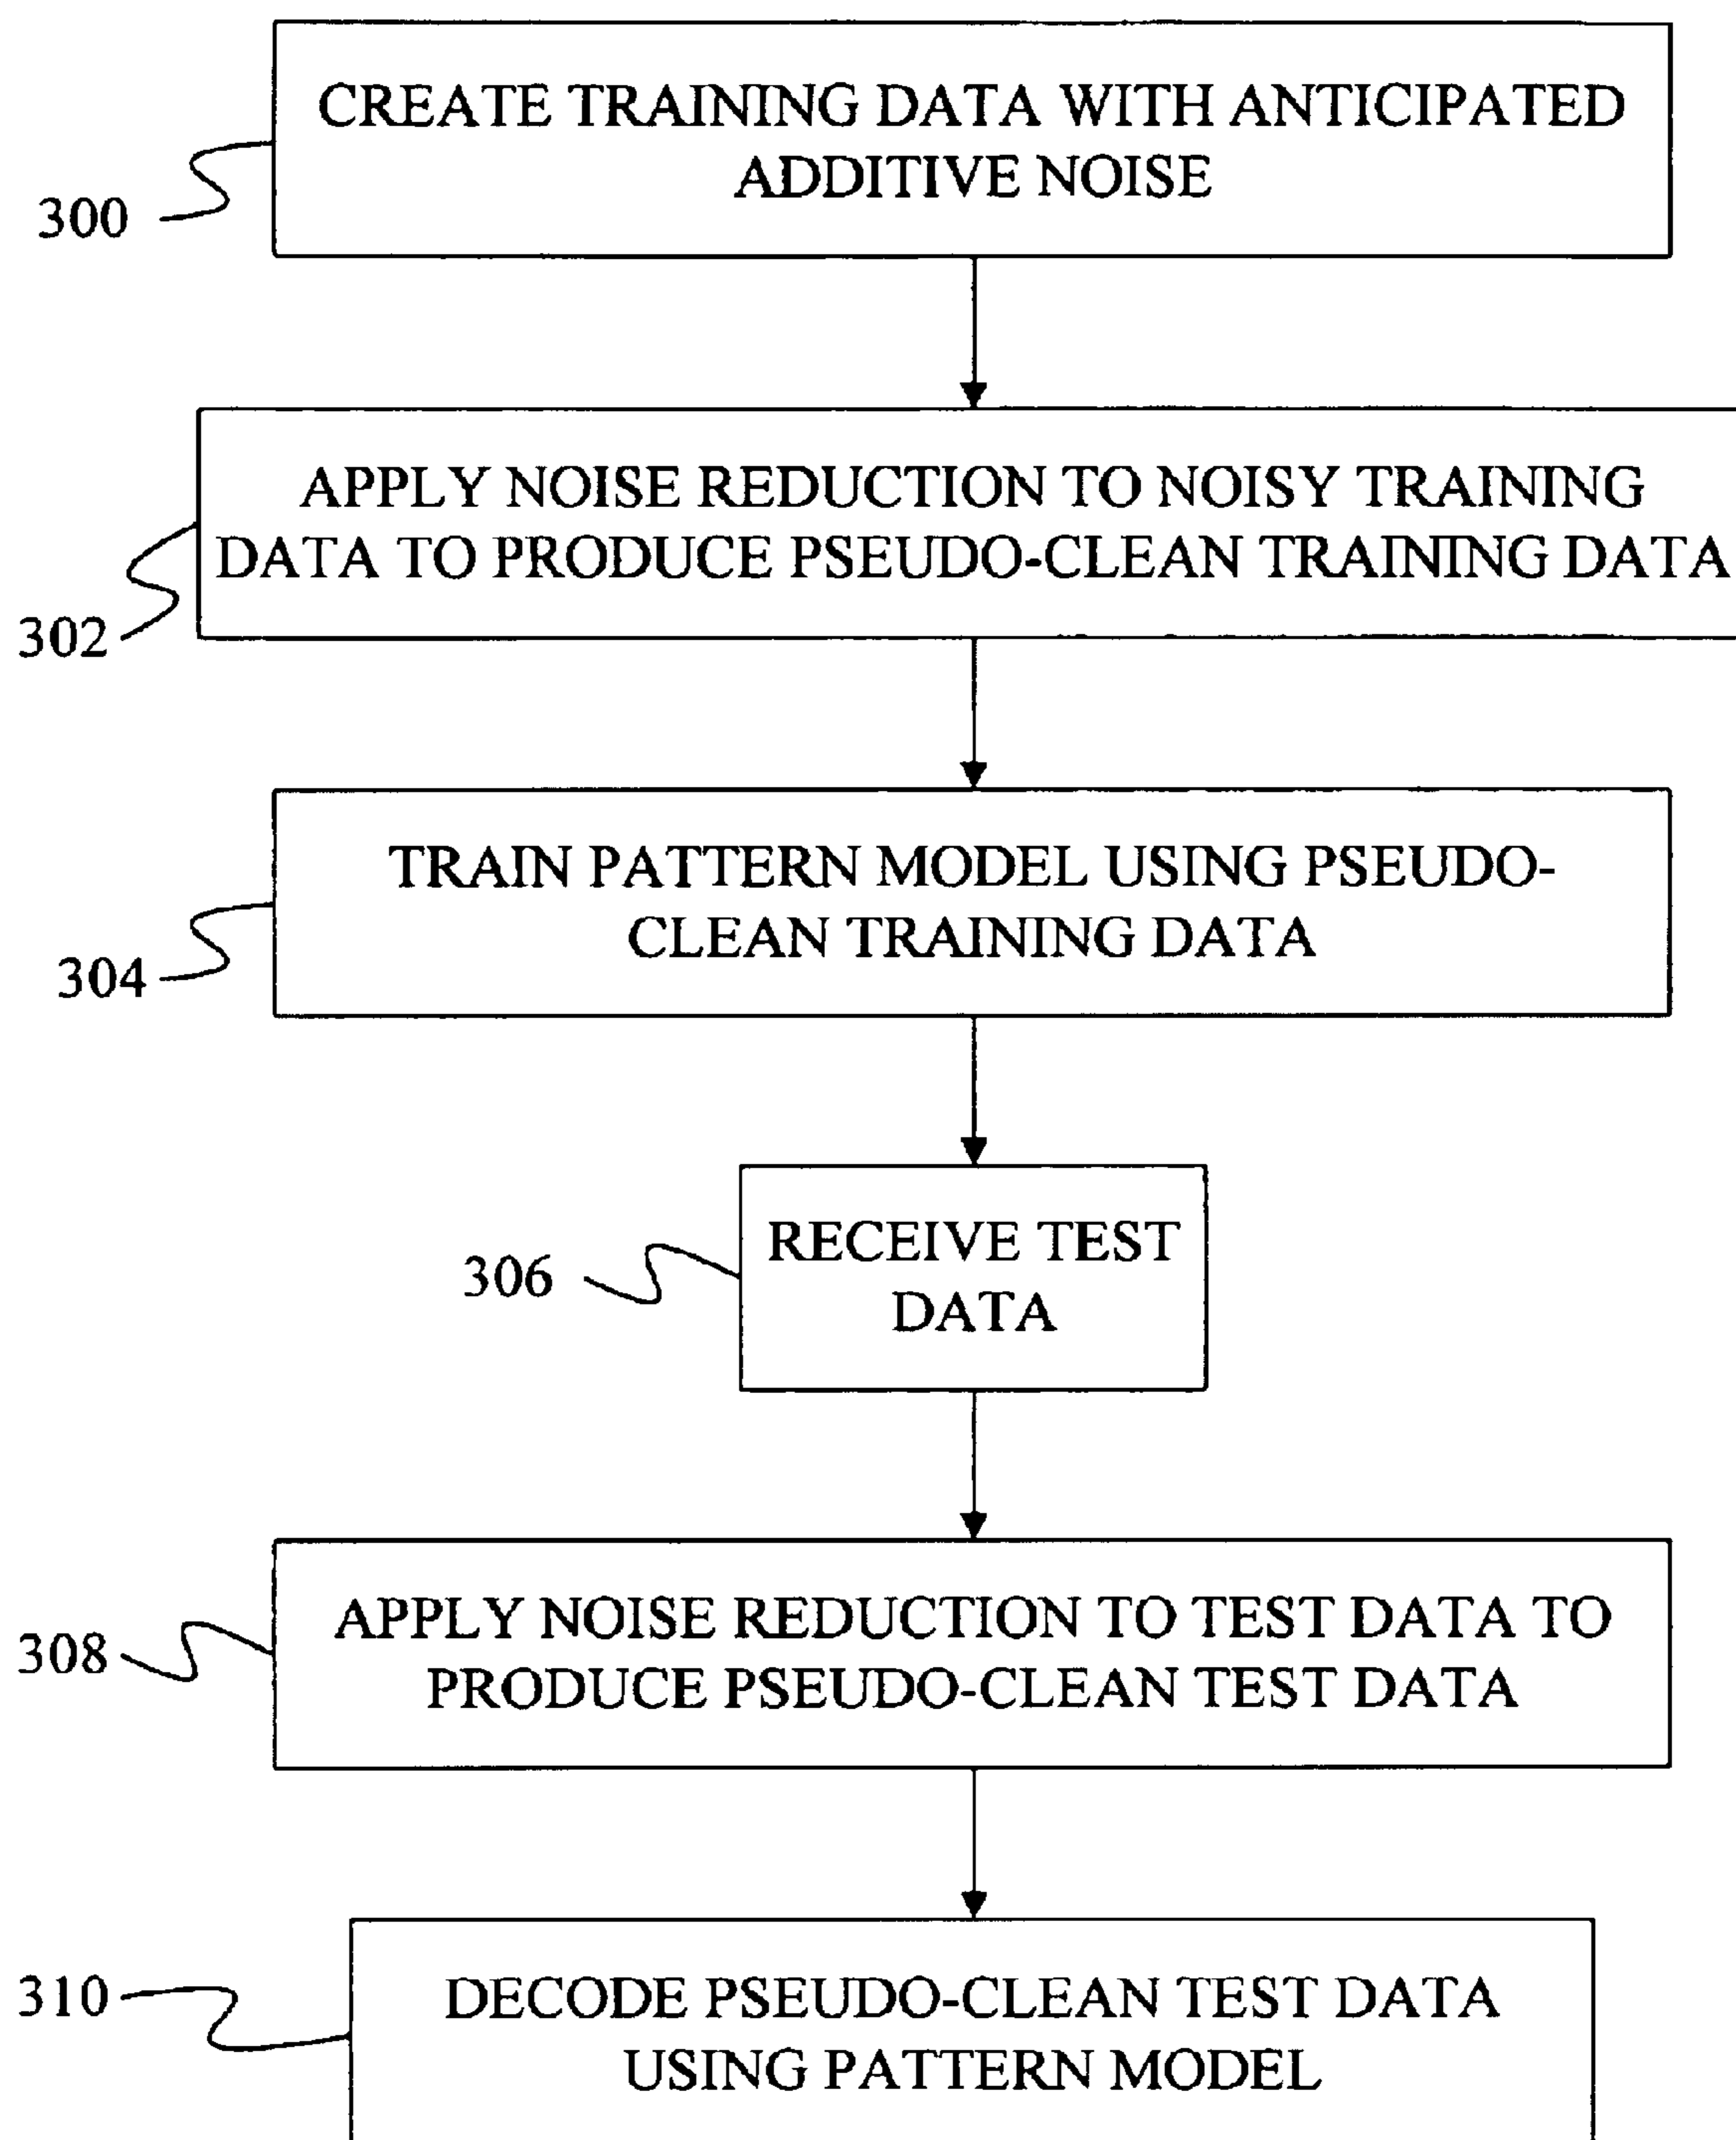 CREATE TRAINING DATA WITH ANTICIPATED
ADDITIVE NOISE
300
APPLY NOISE REDUCTION TO NOISY TRAINING
DATA TO PRODUCE PSEUDO-CLEAN TRAINING DATA
302
TRAIN PATTERN MODEL USING PSEUDO-
CLEAN TRAINING DATA
304
RECEIVE TEST
DATA
306
APPLY NOISE REDUCTION TO TEST DATA TO
PRODUCE PSEUDO-CLEAN TEST DATA
308
DECODE PSEUDO-CLEAN TEST DATA
USING PATTERN MODEL
310